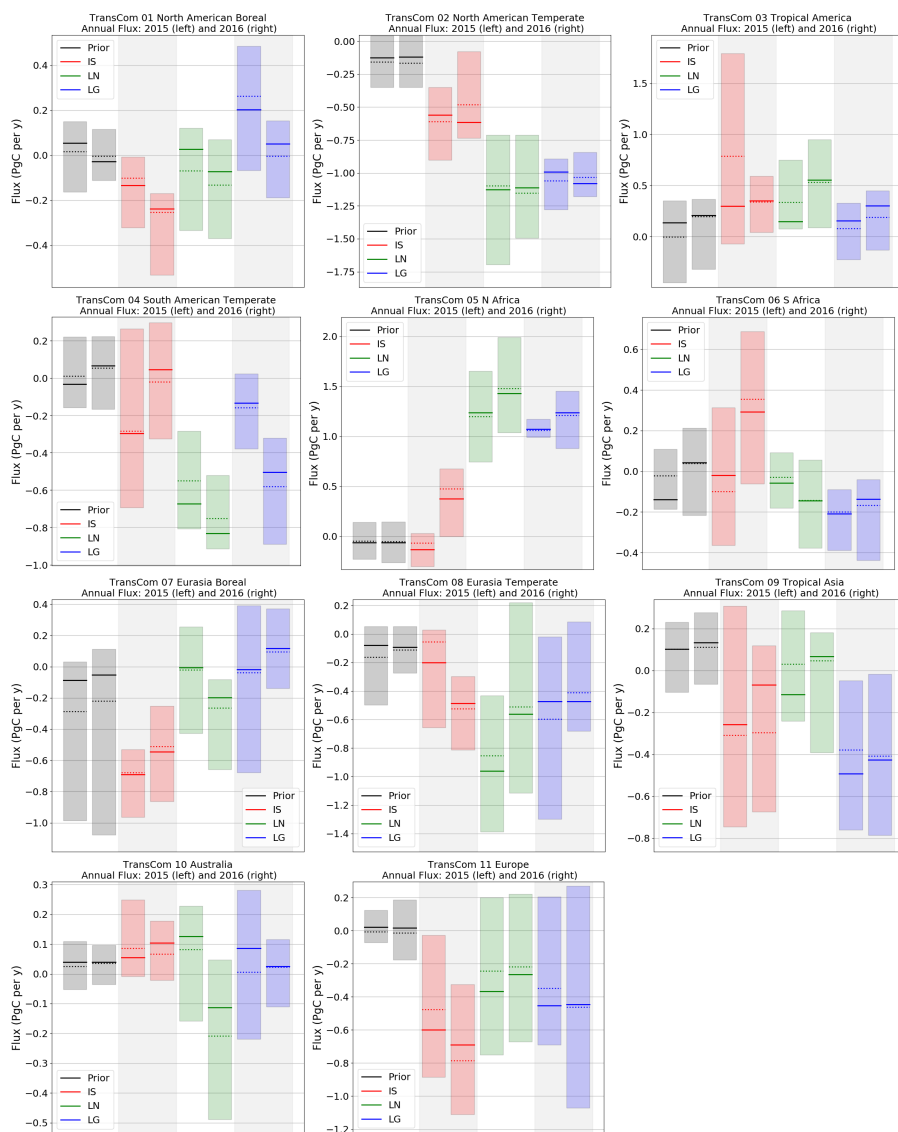 TransCom 01 North American Boreal
Annual Flux: 2015 (left) and 2016 (right)
Flux (PgC per y)
0.4
0.2
0.0
−0.2
−0.4
Prior
IS
LN
LG
TransCom 02 North American Temperate
Annual Flux: 2015 (left) and 2016 (right)
Flux (PgC per y)
0.00
−0.25
−0.50
−0.75
−1.00
−1.25
−1.50
−1.75
Prior
IS
LN
LG
TransCom 03 Tropical America
Annual Flux: 2015 (left) and 2016 (right)
Flux (PgC per y)
1.5
1.0
0.5
0.0
Prior
IS
LN
LG
TransCom 04 South American Temperate
Annual Flux: 2015 (left) and 2016 (right)
Flux (PgC per y)
0.2
0.0
−0.2
−0.4
−0.6
−0.8
−1.0
Prior
IS
LN
LG
TransCom 05 N Africa
Annual Flux: 2015 (left) and 2016 (right)
Flux (PgC per y)
2.0
1.5
1.0
0.5
0.0
Prior
IS
LN
LG
TransCom 06 S Africa
Annual Flux: 2015 (left) and 2016 (right)
Flux (PgC per y)
0.6
0.4
0.2
0.0
−0.2
−0.4
Prior
IS
LN
LG
TransCom 07 Eurasia Boreal
Annual Flux: 2015 (left) and 2016 (right)
Flux (PgC per y)
0.4
0.2
0.0
−0.2
−0.4
−0.6
−0.8
−1.0
Prior
IS
LN
LG
TransCom 08 Eurasia Temperate
Annual Flux: 2015 (left) and 2016 (right)
Flux (PgC per y)
0.2
0.0
−0.2
−0.4
−0.6
−0.8
−1.0
−1.2
−1.4
Prior
IS
LN
LG
TransCom 09 Tropical Asia
Annual Flux: 2015 (left) and 2016 (right)
Flux (PgC per y)
0.2
0.0
−0.2
−0.4
−0.6
−0.8
Prior
IS
LN
LG
TransCom 10 Australia
Annual Flux: 2015 (left) and 2016 (right)
Flux (PgC per y)
0.3
0.2
0.1
0.0
−0.1
−0.2
−0.3
−0.4
−0.5
Prior
IS
LN
LG
TransCom 11 Europe
Annual Flux: 2015 (left) and 2016 (right)
Flux (PgC per y)
0.2
0.0
−0.2
−0.4
−0.6
−0.8
−1.0
−1.2
Prior
IS
LN
LG